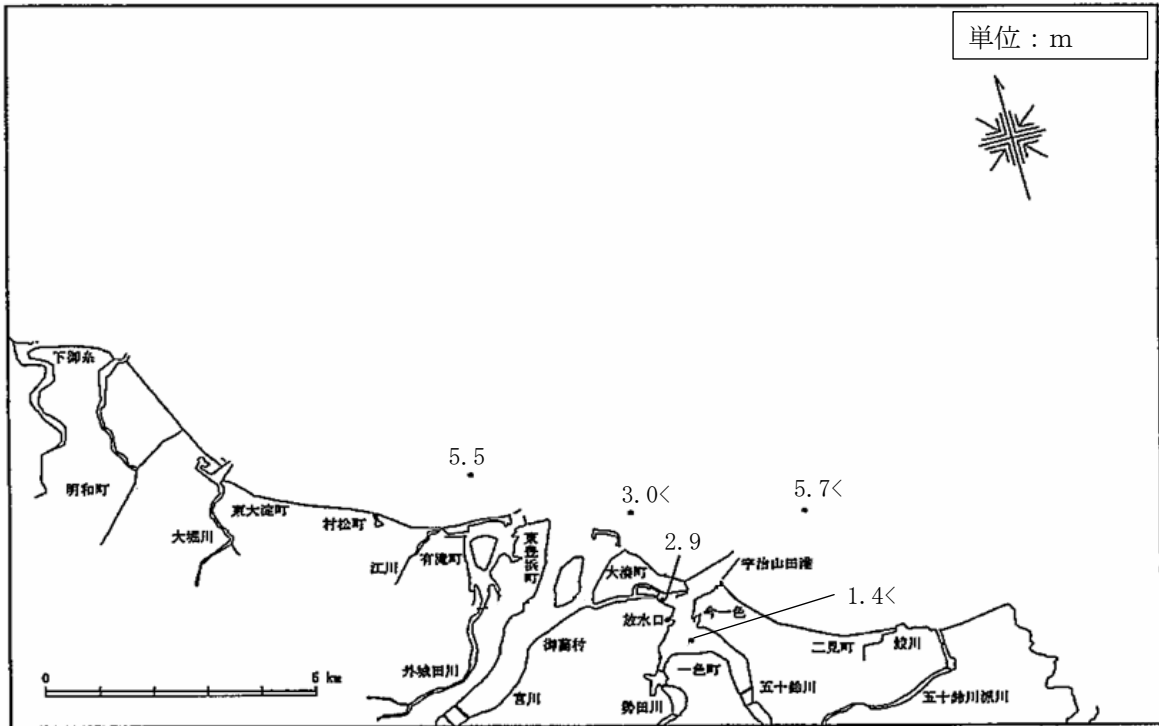 単位：m
下御糸
5.5
3.0<
5.7<
明和町
大堀川
東大淀町
村松町
江川
有滝町
東豊浜町
大湊町
2.9
宇治山田港
1.4<
放水口
今一色
二見町
鮫川
外城田川
宮川
御薗村
一色町
勢田川
五十鈴川
五十鈴川派川
0
5 km